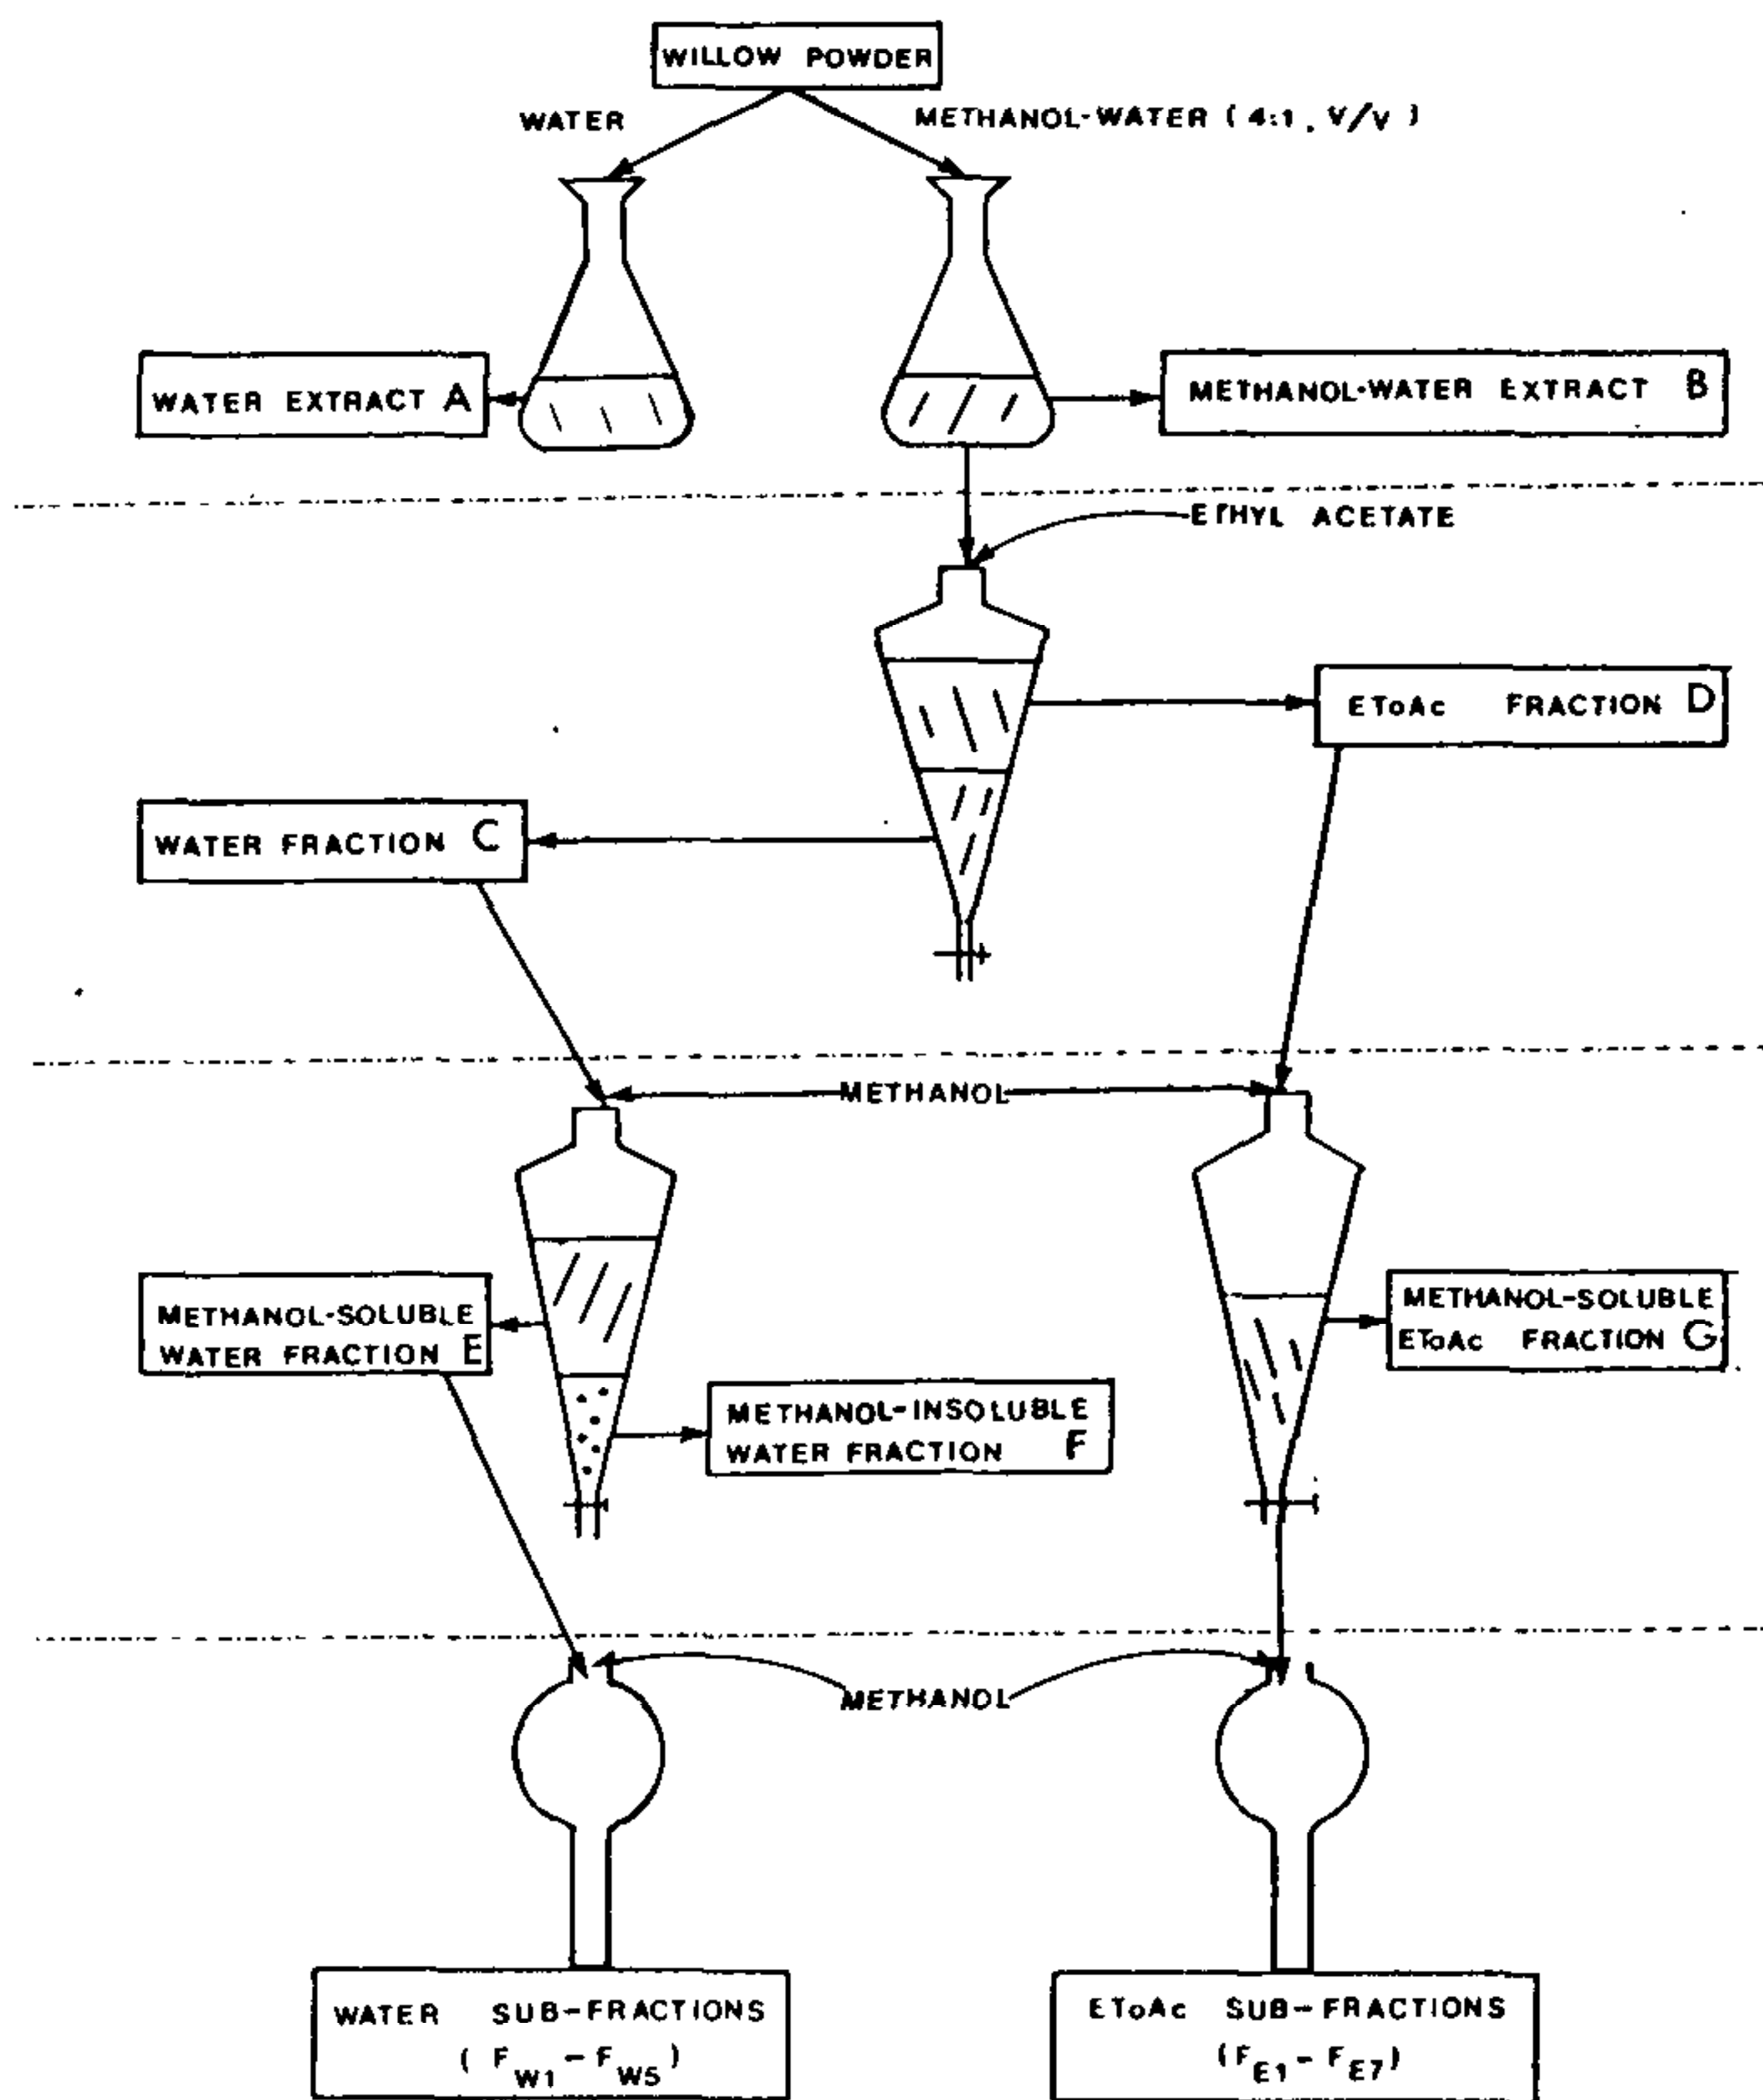 WILLOW POWDER
WATER
METHANOL-WATER (4:1, V/V)
WATER EXTRACT A
METHANOL-WATER EXTRACT B
ETHYL ACETATE
EToAc FRACTION D
WATER FRACTION C
METHANOL
METHANOL-SOLUBLE
WATER FRACTION E
METHANOL-SOLUBLE
EToAc FRACTION G
METHANOL-INSOLUBLE
WATER FRACTION F
METHANOL
WATER SUB-FRACTIONS
(FW1-FW5)
EToAc SUB-FRACTIONS
(FE1-FE7)